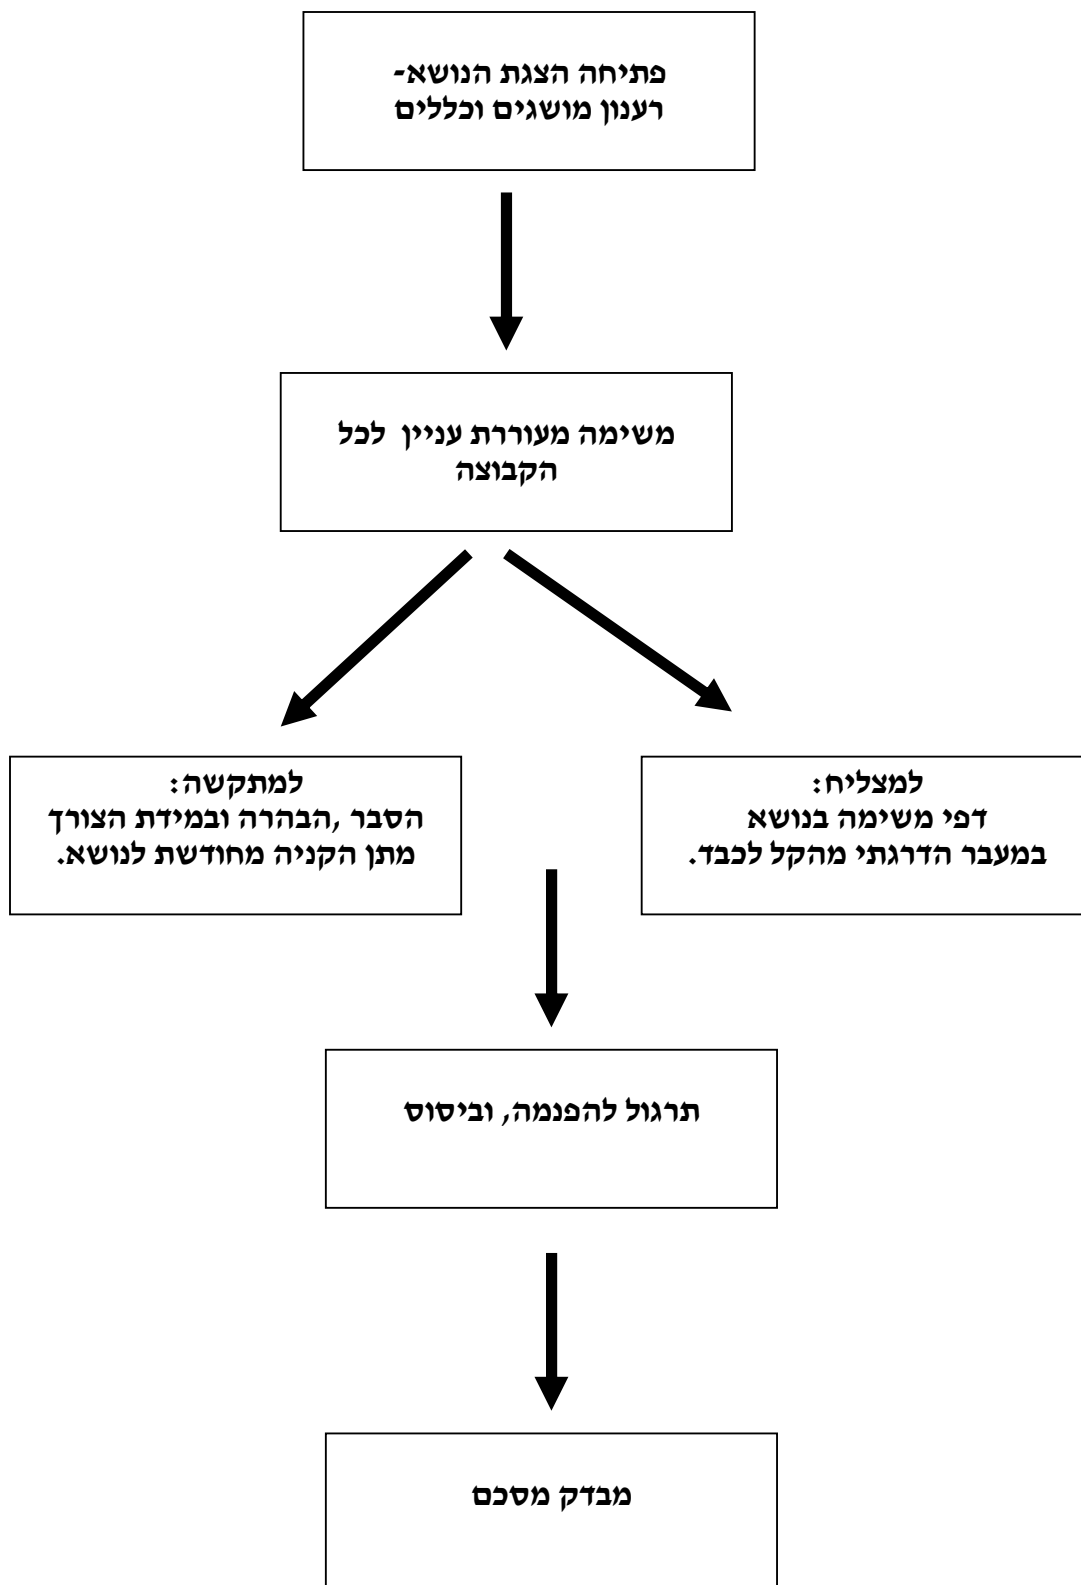 פתיחה הצגת הנושא-
רענון מושגים וכללים
משימה מעוררת עניין  לכל
הקבוצה
למצליח:
דפי משימה בנושא
במעבר הדרגתי מהקל לכבד.
למתקשה:
הסבר ,הבהרה ובמידת הצורך
מתן הקניה מחודשת לנושא.
תרגול להפנמה, וביסוס
מבדק מסכם